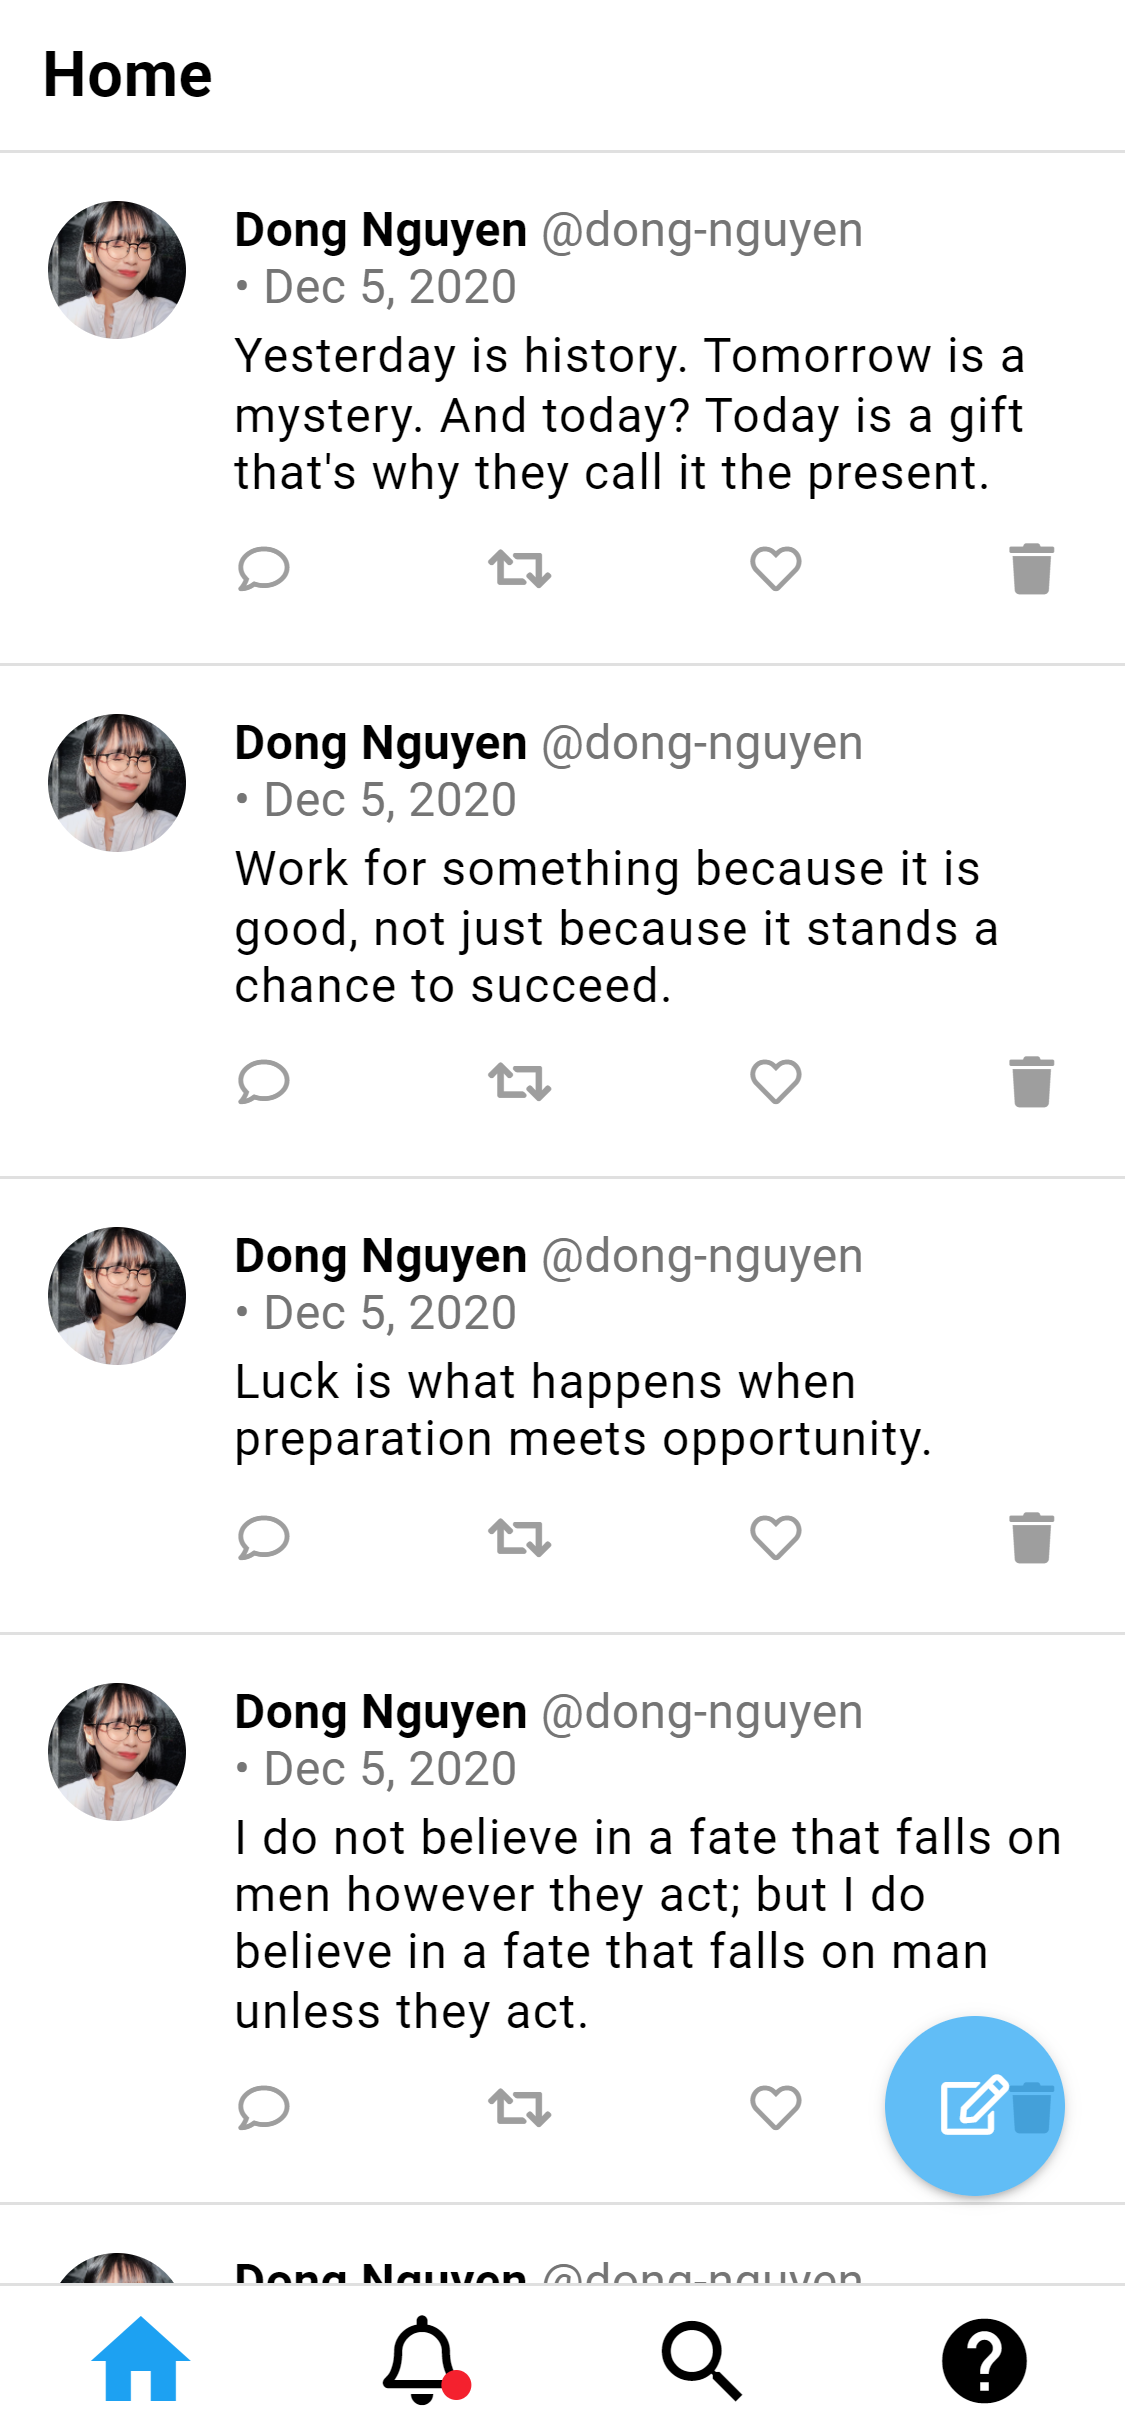 Home
Dong Nguyen @dong-nguyen
• Dec 5, 2020
Yesterday is history. Tomorrow is a
mystery. And today? Today is a gift
that's why they call it the present.
Dong Nguyen @dong-nguyen
• Dec 5, 2020
Work for something because it is
good, not just because it stands a
chance to succeed.
Dong Nguyen @dong-nguyen
• Dec 5, 2020
Luck is what happens when
preparation meets opportunity.
Dong Nguyen @dong-nguyen
• Dec 5, 2020
I do not believe in a fate that falls on
men however they act; but I do
believe in a fate that falls on man
unless they act.
Dong Nguyen @dong-nguyen